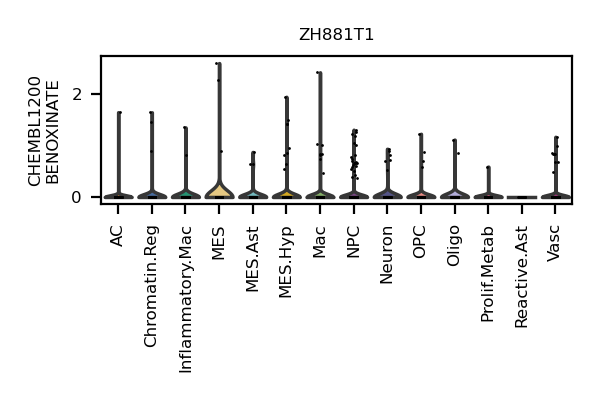 ZH881T1
CHEMBL1200
BENOXINATE
2
0
AC
Chromatin.Reg
Inflammatory.Mac
MES
MES.Ast
MES.Hyp
Mac
NPC
Neuron
OPC
Oligo
Prolif.Metab
Reactive.Ast
Vasc